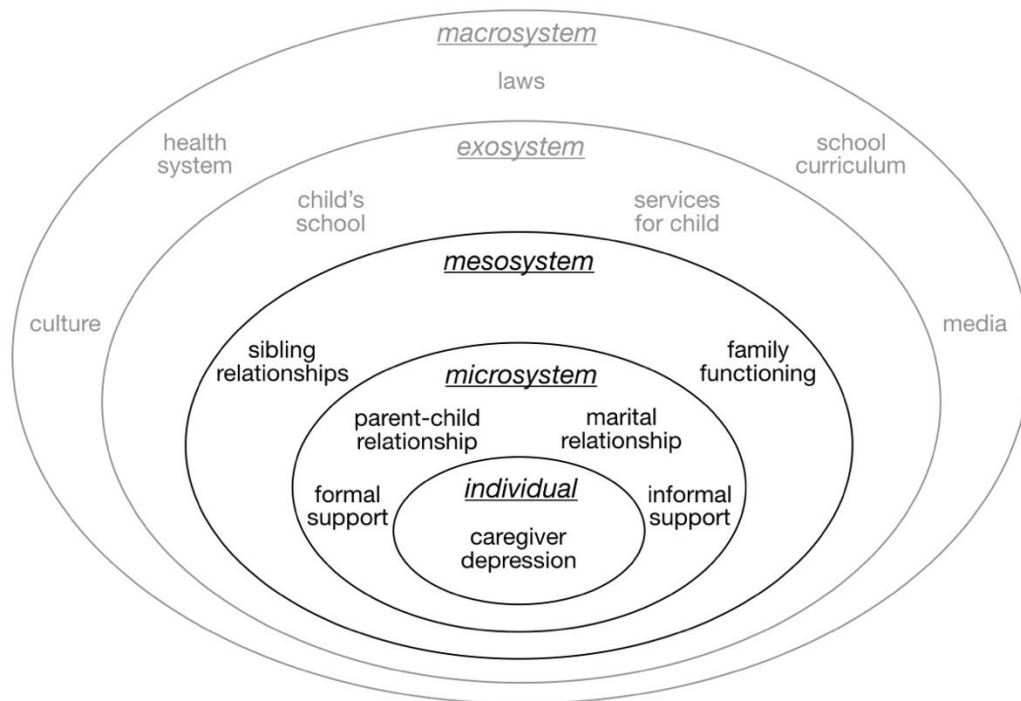 macrosystem
laws
health
system
school
curriculum
exosystem
child's
school
services
for child
mesosystem
culture
media
sibling
relationships
family
functioning
microsystem
parent-child
relationship
marital
relationship
individual
formal
support
informal
support
caregiver
depression